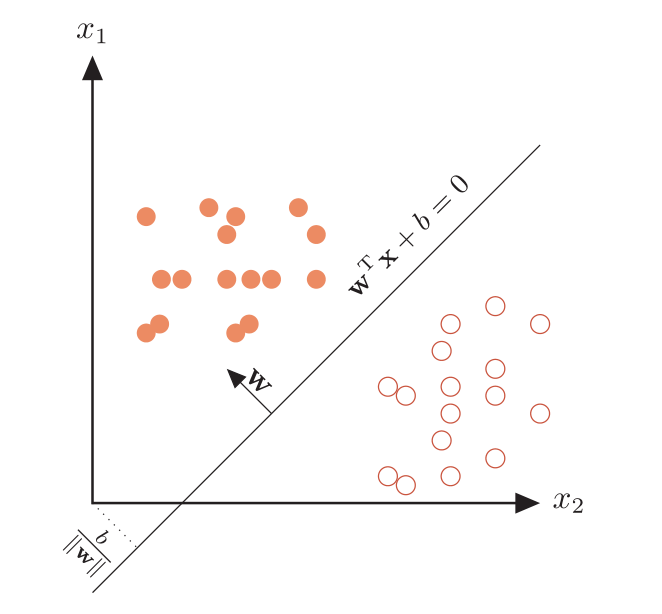 x₁
wᵀx + b = 0
w
x₂
b
‖w‖